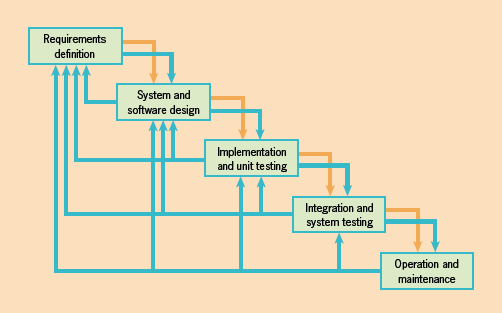 Requirements
definition
System and
software design
Implementation
and unit testing
Integration and
system testing
Operation and
maintenance